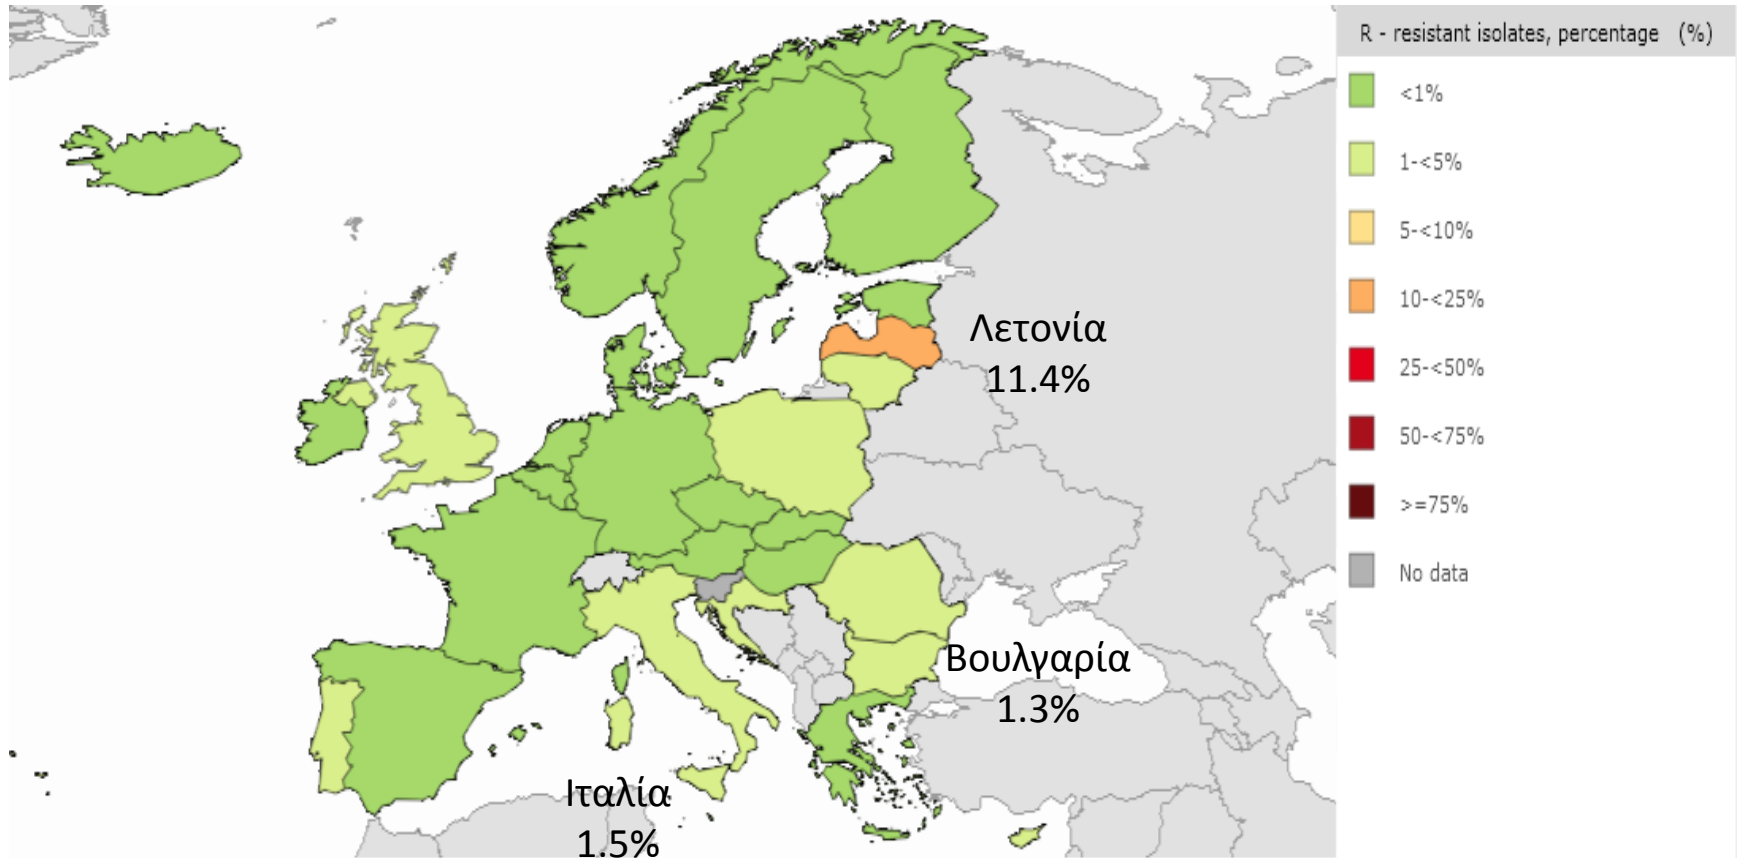 R - resistant isolates, percentage (%)
<1%
1-<5%
5-<10%
10-<25%
25-<50%
50-<75%
>=75%
No data
Λετονία
11.4%
Βουλγαρία
1.3%
Ιταλία
1.5%